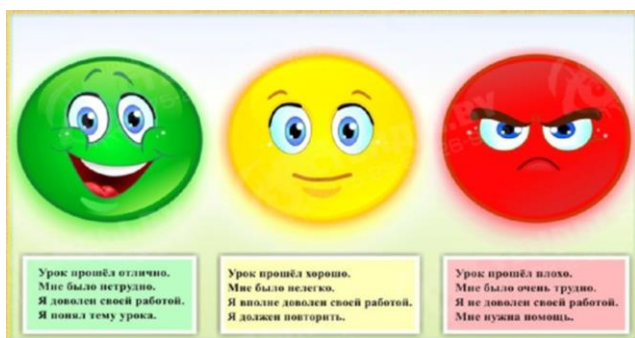 Урок прошёл отлично.
Мне было нетрудно.
Я доволен своей работой.
Я понял тему урока.
Урок прошёл хорошо.
Мне было нелегко.
Я вполне доволен своей работой.
Я должен повторить.
Урок прошёл плохо.
Мне было очень трудно.
Я не доволен своей работой.
Мне нужна помощь.